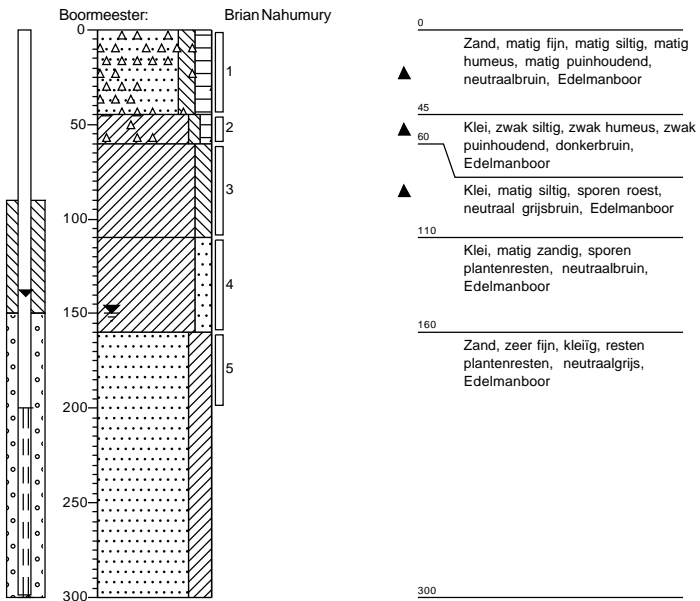 Boormeester: Brian Nahumury
0
50
100
150
200
250
300
1
2
3
4
5
0
Zand, matig fijn, matig siltig, matig
humeus, matig puinhoudend,
neutraalbruin, Edelmanboor
45
Klei, zwak siltig, zwak humeus, zwak
puinhoudend, donkerbruin,
Edelmanboor
60
Klei, matig siltig, sporen roest,
neutraal grijsbruin, Edelmanboor
110
Klei, matig zandig, sporen
plantenresten, neutraalbruin,
Edelmanboor
160
Zand, zeer fijn, kleiïg, resten
plantenresten, neutraalgrijs,
Edelmanboor
300